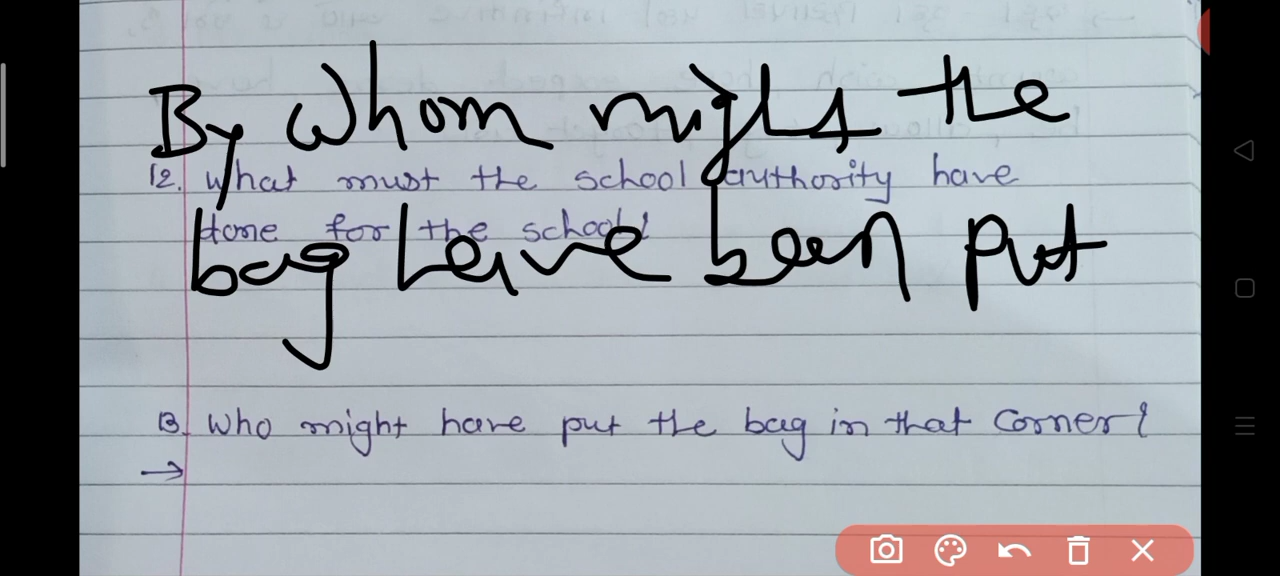 By whom might the
12. What must the school authority have
done for the school?
bag have been put
13. Who might have put the bag in that corner?
→